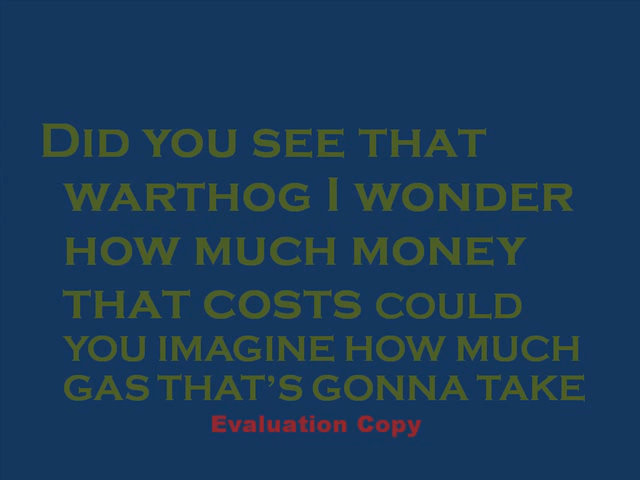 Did you see that
warthog I wonder
how much money
that costs could
you imagine how much
gas that's gonna take
Evaluation Copy